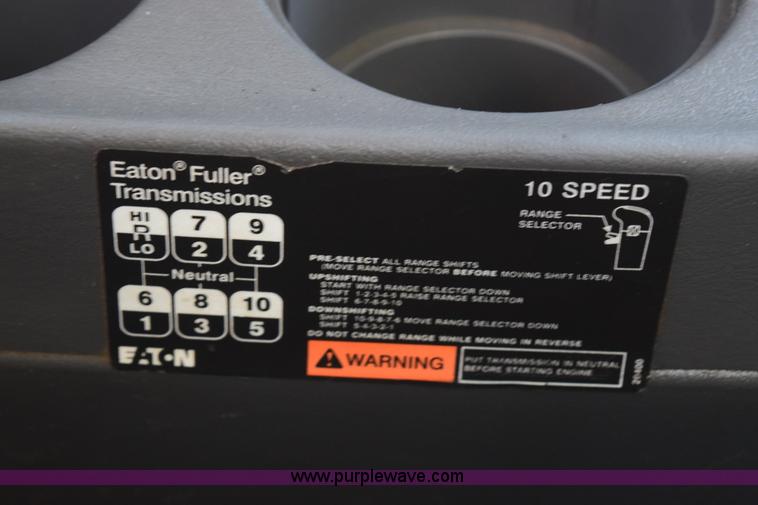 Eaton® Fuller®
Transmissions
10 SPEED
RANGE
SELECTOR
HI
R
LO
7
2
9
4
Neutral
6
1
8
3
10
5
PRE-SELECT ALL RANGE SHIFTS
(MOVE RANGE SELECTOR BEFORE MOVING SHIFT LEVER)
UPSHIFTING
START WITH RANGE SELECTOR DOWN
SHIFT 1-2-3-4-5 RAISE RANGE SELECTOR
SHIFT 6-7-8-9-10
DOWNSHIFTING
SHIFT 10-9-8-7-6 MOVE RANGE SELECTOR DOWN
SHIFT 5-4-3-2-1
DO NOT CHANGE RANGE WHILE MOVING IN REVERSE
EATON
WARNING
PUT TRANSMISSION IN NEUTRAL
BEFORE STARTING ENGINE
20400
www.purplewave.com